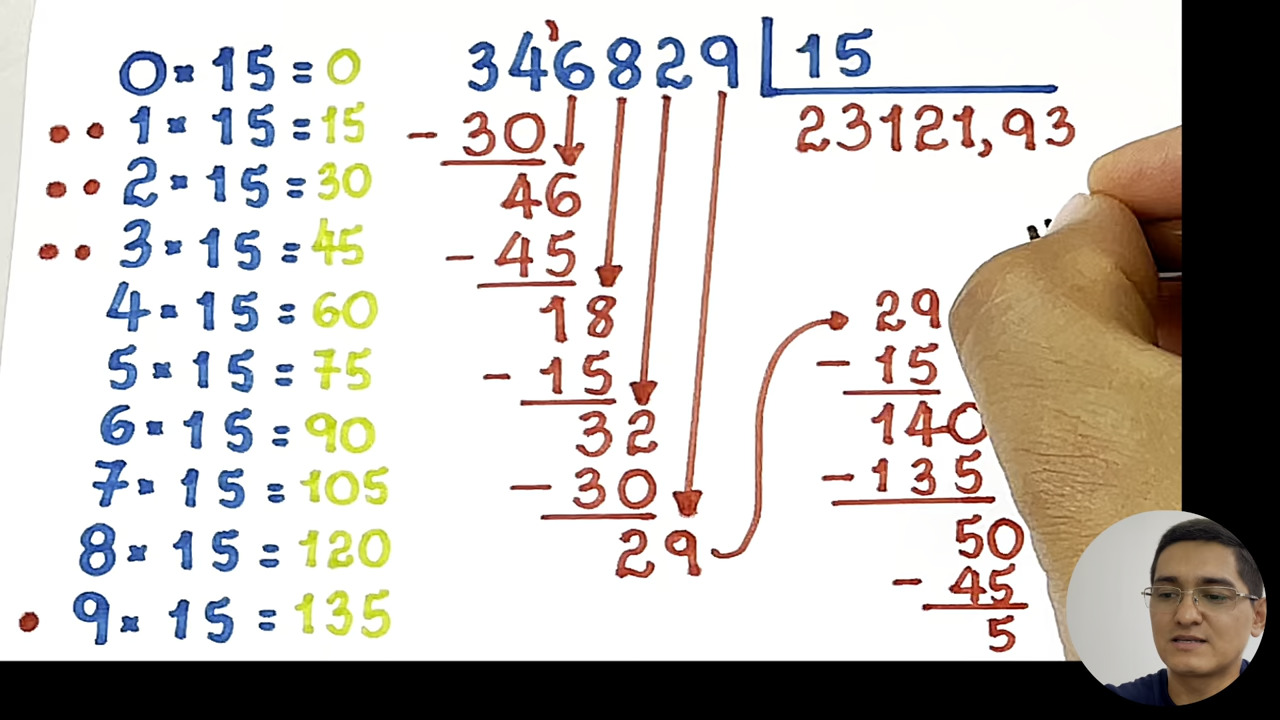 0 × 15 = 0
1 × 15 = 15
2 × 15 = 30
3 × 15 = 45
4 × 15 = 60
5 × 15 = 75
6 × 15 = 90
7 × 15 = 105
8 × 15 = 120
9 × 15 = 135
34'6829 | 15
23121,93
- 30
46
- 45
18
- 15
32
- 30
29
29
- 15
140
- 135
50
- 45
5